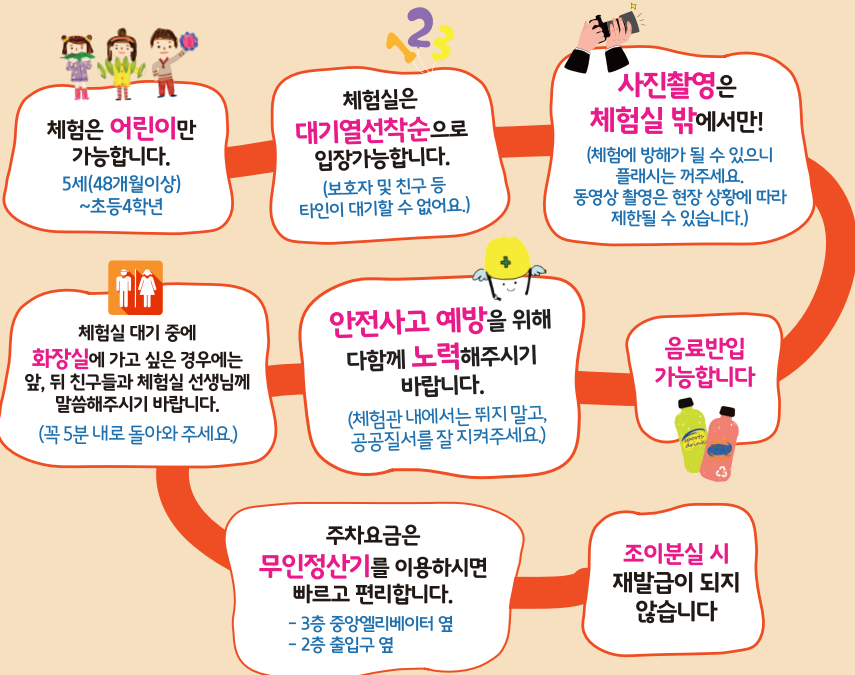 체험은 어린이만
가능합니다.
5세(48개월이상)
~초등4학년
1 2 3
체험실은
대기열선착순으로
입장가능합니다.
(보호자 및 친구 등
타인이 대기할 수 없어요.)
사진촬영은
체험실 밖에서만!
(체험에 방해가 될 수 있으니
플래시는 꺼주세요.
동영상 촬영은 현장 상황에 따라
제한될 수 있습니다.)
음료반입
가능합니다
sports
drink
안전사고 예방을 위해
다함께 노력해주시기
바랍니다.
(체험관 내에서는 뛰지 말고,
공공질서를 잘 지켜주세요.)
체험실 대기 중에
화장실에 가고 싶은 경우에는
앞, 뒤 친구들과 체험실 선생님께
말씀해주시기 바랍니다.
(꼭 5분 내로 돌아와 주세요.)
주차요금은
무인정산기를 이용하시면
빠르고 편리합니다.
- 3층 중앙엘리베이터 옆
- 2층 출입구 옆
조이분실 시
재발급이 되지
않습니다